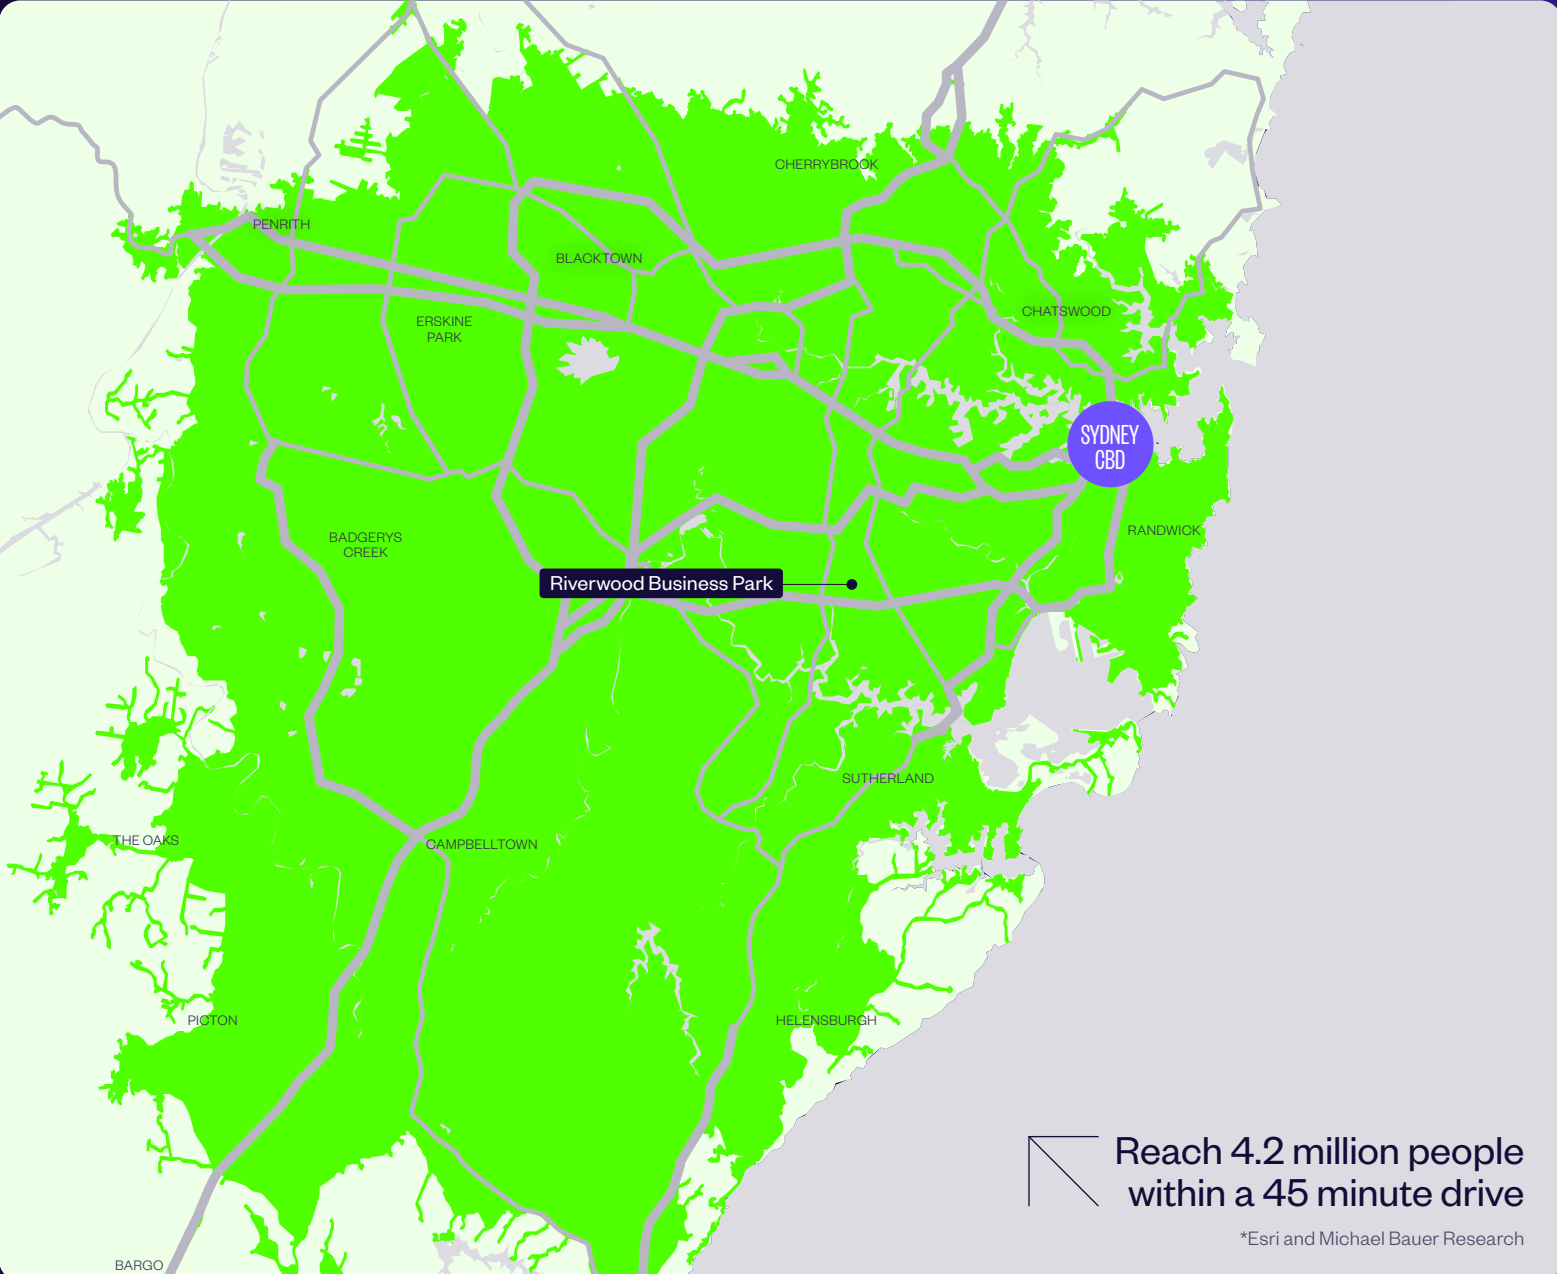 CHERRYBROOK
PENRITH
BLACKTOWN
CHATSWOOD
ERSKINE
PARK
SYDNEY
CBD
RANDWICK
BADGERYS
CREEK
Riverwood Business Park
SUTHERLAND
THE OAKS
CAMPBELLTOWN
PICTON
HELENSBURGH
Reach 4.2 million people
within a 45 minute drive
*Esri and Michael Bauer Research
BARGO